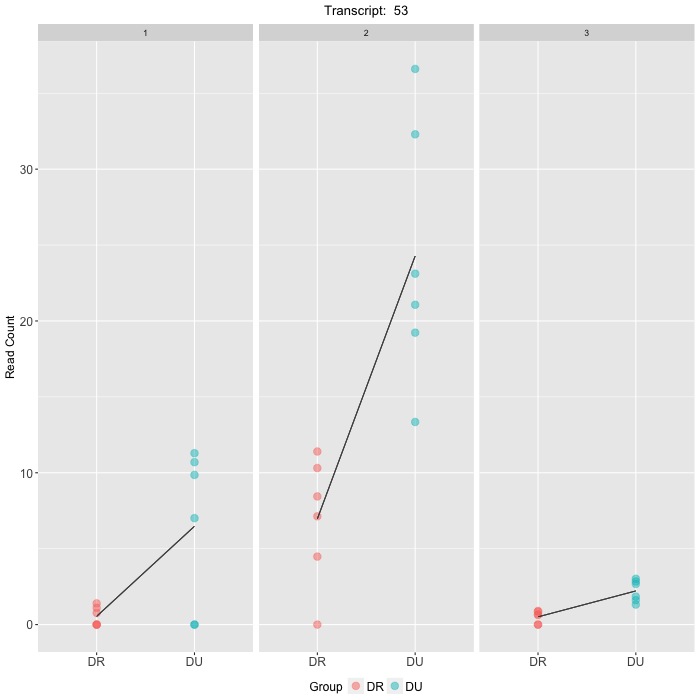 Transcript: 53
1 2 3
Read Count
30
20
10
0
DR DU DR DU DR DU
Group DR DU